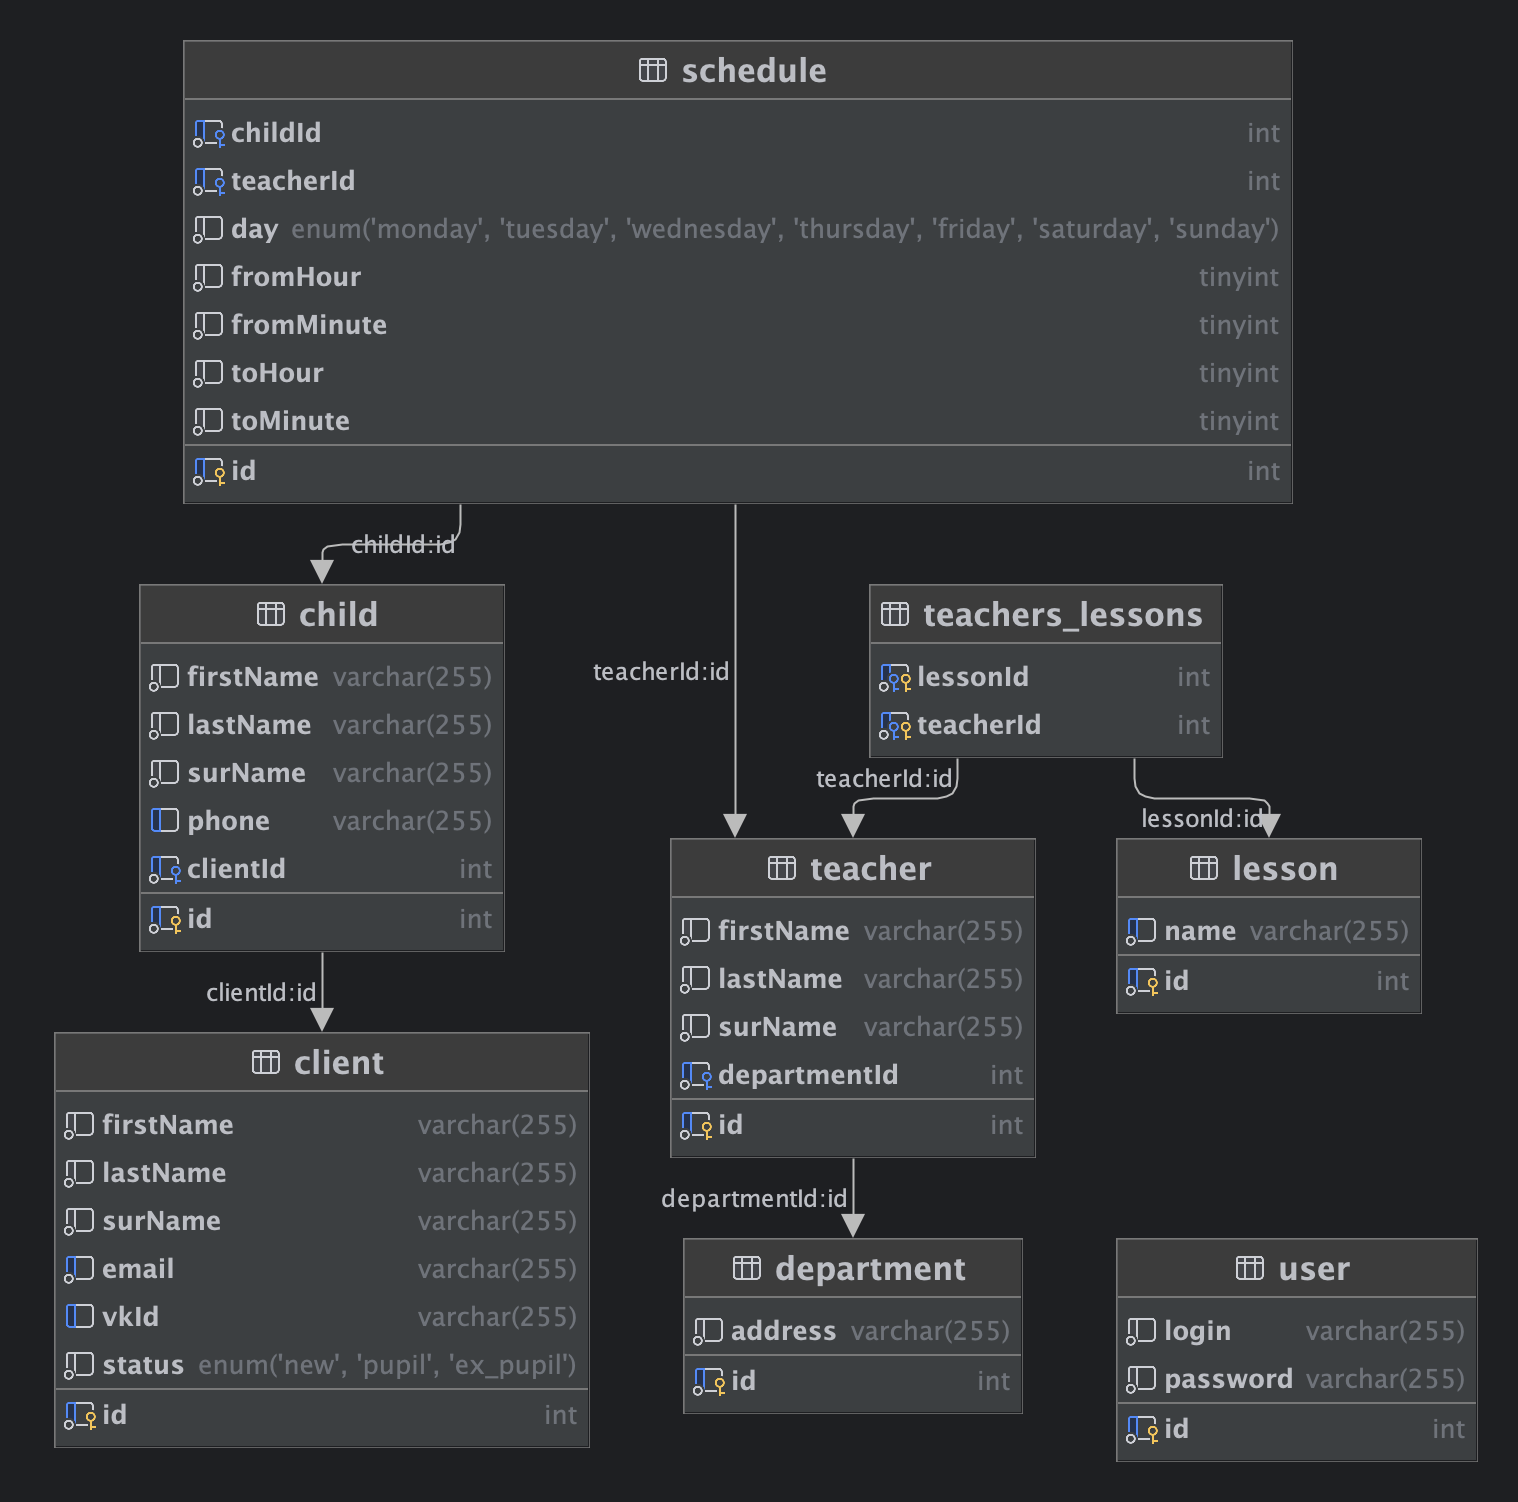 schedule
childId int
teacherId int
day enum('monday', 'tuesday', 'wednesday', 'thursday', 'friday', 'saturday', 'sunday')
fromHour tinyint
fromMinute tinyint
toHour tinyint
toMinute tinyint
id int
childId:id
teacherId:id
child
firstName varchar(255)
lastName varchar(255)
surName varchar(255)
phone varchar(255)
clientId int
id int
teachers_lessons
lessonId int
teacherId int
teacherId:id
lessonId:id
teacher
firstName varchar(255)
lastName varchar(255)
surName varchar(255)
departmentId int
id int
lesson
name varchar(255)
id int
clientId:id
client
firstName varchar(255)
lastName varchar(255)
surName varchar(255)
email varchar(255)
vkId varchar(255)
status enum('new', 'pupil', 'ex_pupil')
id int
departmentId:id
department
address varchar(255)
id int
user
login varchar(255)
password varchar(255)
id int